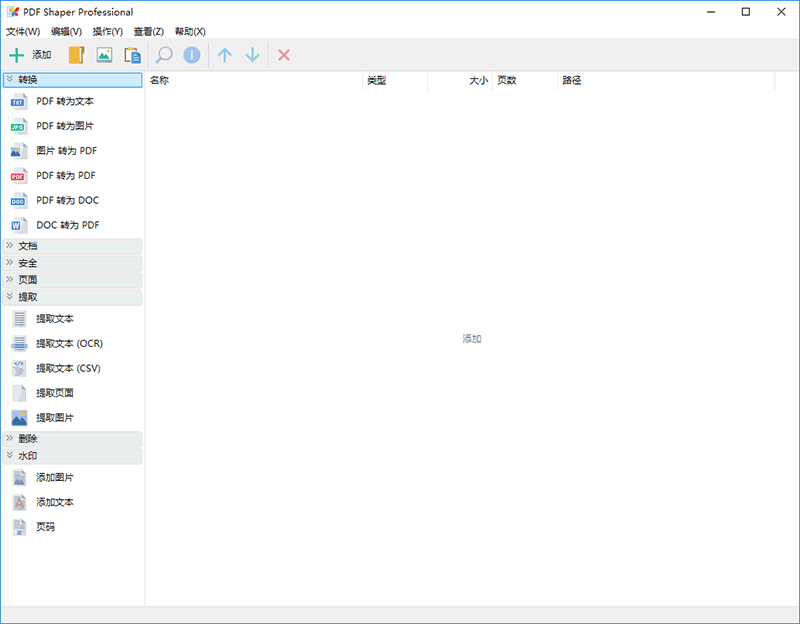 PDF Shaper Professional
文件(W) 编辑(V) 操作(Y) 查看(Z) 帮助(X)
添加
转换
名称 类型 大小 页数 路径
PDF 转为文本
PDF 转为图片
图片 转为 PDF
PDF 转为 PDF
PDF 转为 DOC
DOC 转为 PDF
文档
安全
页面
提取
提取文本
提取文本 (OCR)
提取文本 (CSV)
提取页面
提取图片
删除
水印
添加图片
添加文本
页码
添加